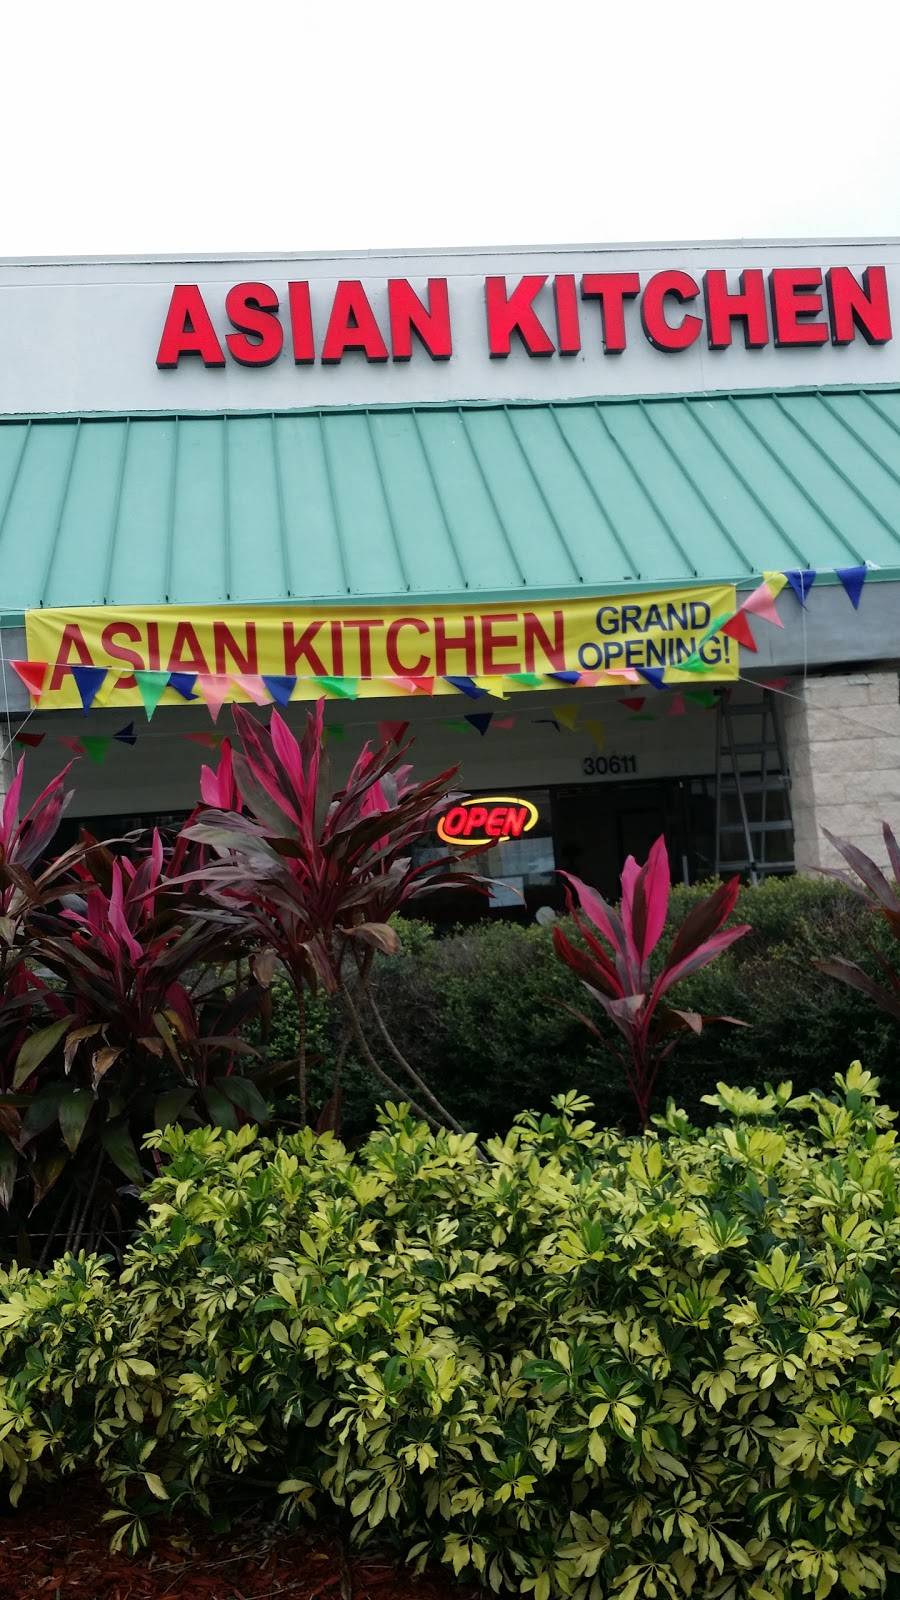 ASIAN KITCHEN
ASIAN KITCHEN GRAND
OPENING!
30611
OPEN